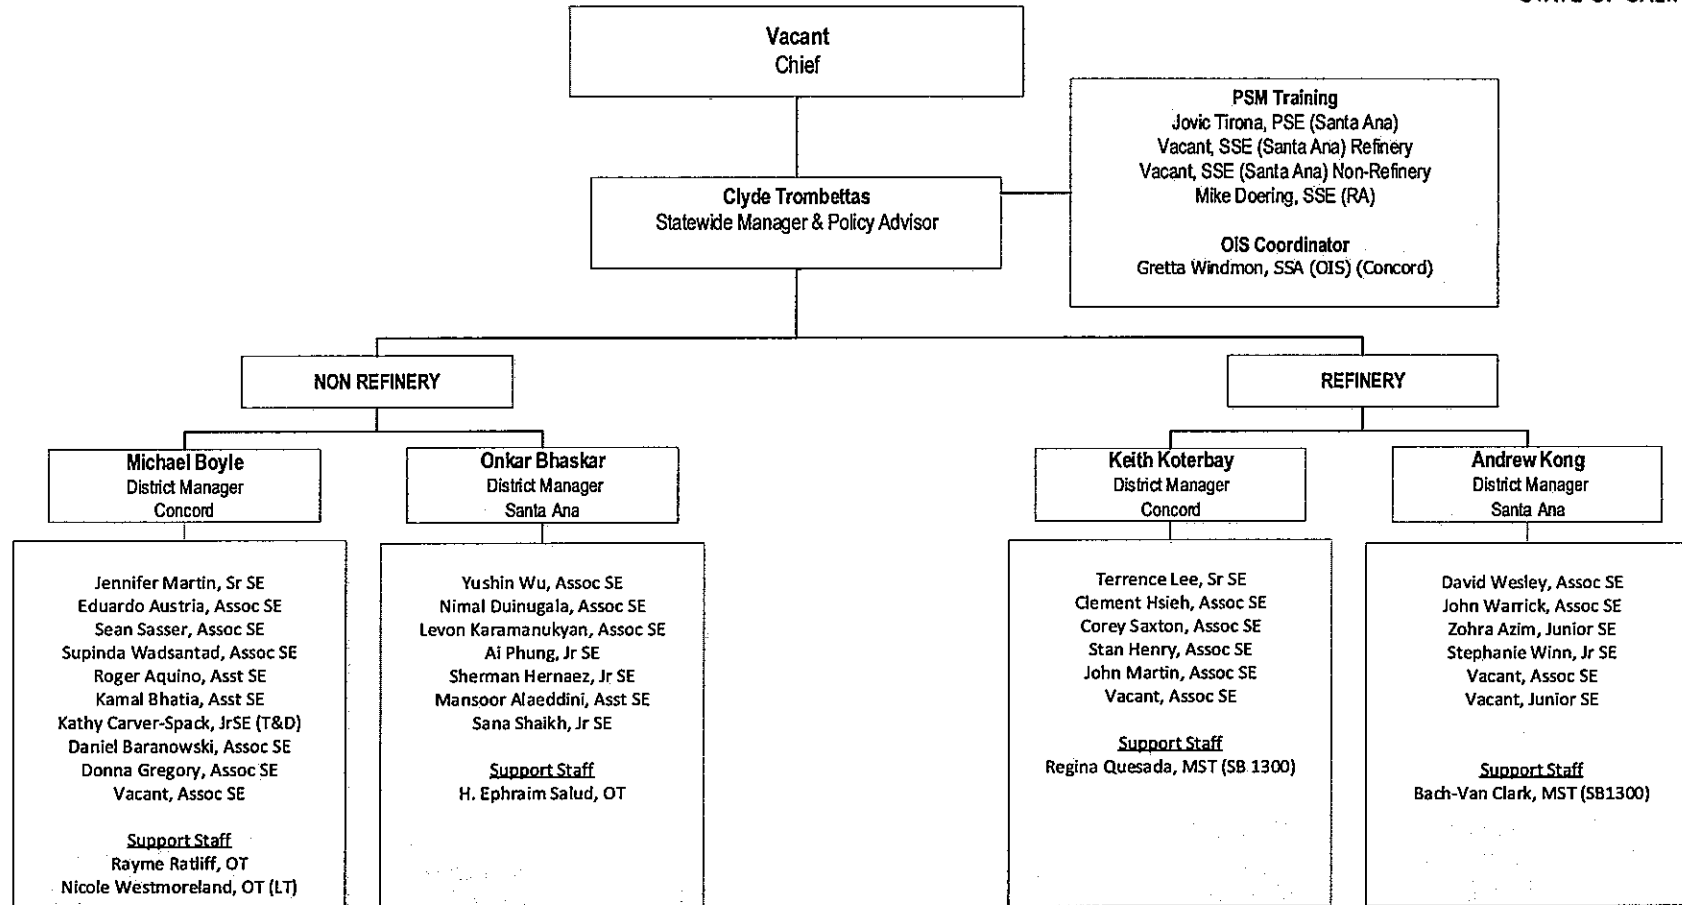 Vacant
Chief
PSM Training
Jovic Tirona, PSE (Santa Ana)
Vacant, SSE (Santa Ana) Refinery
Vacant, SSE (Santa Ana) Non-Refinery
Mike Doering, SSE (RA)
OIS Coordinator
Gretta Windmon, SSA (OIS) (Concord)
Clyde Trombettas
Statewide Manager & Policy Advisor
NON REFINERY
REFINERY
Michael Boyle
District Manager
Concord
Onkar Bhaskar
District Manager
Santa Ana
Keith Koterbay
District Manager
Concord
Andrew Kong
District Manager
Santa Ana
Jennifer Martin, Sr SE
Eduardo Austria, Assoc SE
Sean Sasser, Assoc SE
Supinda Wadsantad, Assoc SE
Roger Aquino, Asst SE
Kamal Bhatia, Asst SE
Kathy Carver-Spack, JrSE (T&D)
Daniel Baranowski, Assoc SE
Donna Gregory, Assoc SE
Vacant, Assoc SE
Support Staff
Rayme Ratliff, OT
Nicole Westmoreland, OT (LT)
Yushin Wu, Assoc SE
Nimal Duinugala, Assoc SE
Levon Karamanukyan, Assoc SE
Ai Phung, Jr SE
Sherman Hernaez, Jr SE
Mansoor Alaeddini, Asst SE
Sana Shaikh, Jr SE
Support Staff
H. Ephraim Salud, OT
Terrence Lee, Sr SE
Clement Hsieh, Assoc SE
Corey Saxton, Assoc SE
Stan Henry, Assoc SE
John Martin, Assoc SE
Vacant, Assoc SE
Support Staff
Regina Quesada, MST (SB 1300)
David Wesley, Assoc SE
John Warrick, Assoc SE
Zohra Azim, Junior SE
Stephanie Winn, Jr SE
Vacant, Assoc SE
Vacant, Junior SE
Support Staff
Bach-Van Clark, MST (SB1300)